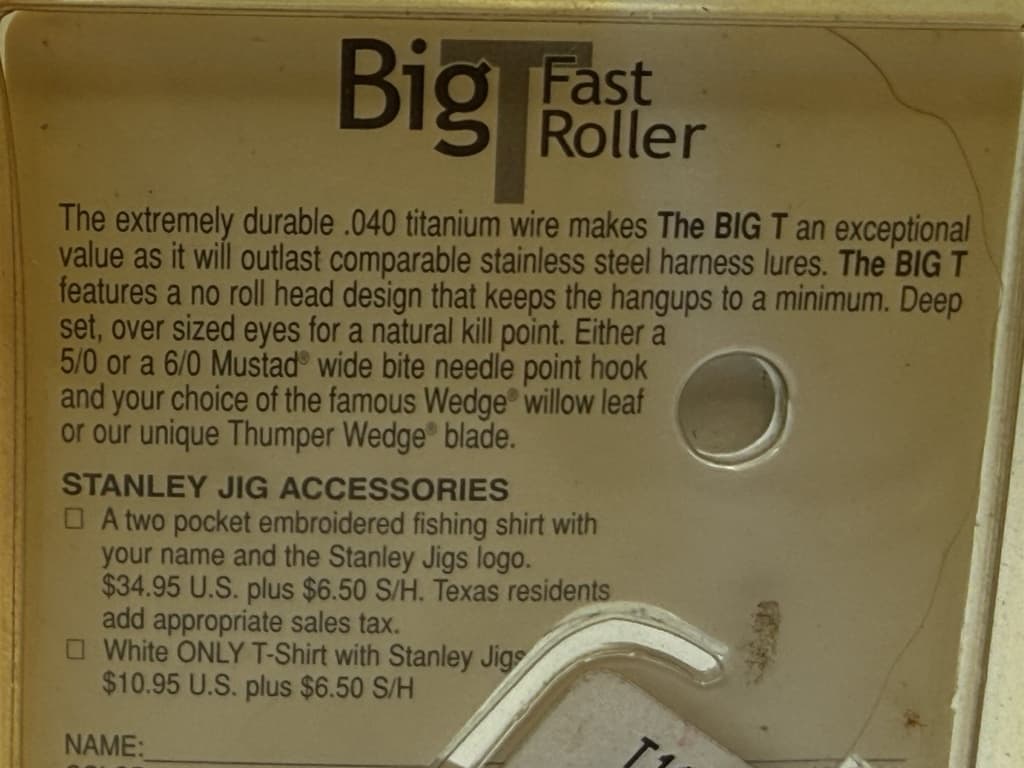 Big T Fast
Roller
The extremely durable .040 titanium wire makes The BIG T an exceptional
value as it will outlast comparable stainless steel harness lures. The BIG T
features a no roll head design that keeps the hangups to a minimum. Deep
set, over sized eyes for a natural kill point. Either a
5/0 or a 6/0 Mustad® wide bite needle point hook
and your choice of the famous Wedge® willow leaf
or our unique Thumper Wedge® blade.
STANLEY JIG ACCESSORIES
□ A two pocket embroidered fishing shirt with
your name and the Stanley Jigs logo.
$34.95 U.S. plus $6.50 S/H. Texas residents
add appropriate sales tax.
□ White ONLY T-Shirt with Stanley Jigs
$10.95 U.S. plus $6.50 S/H
NAME: